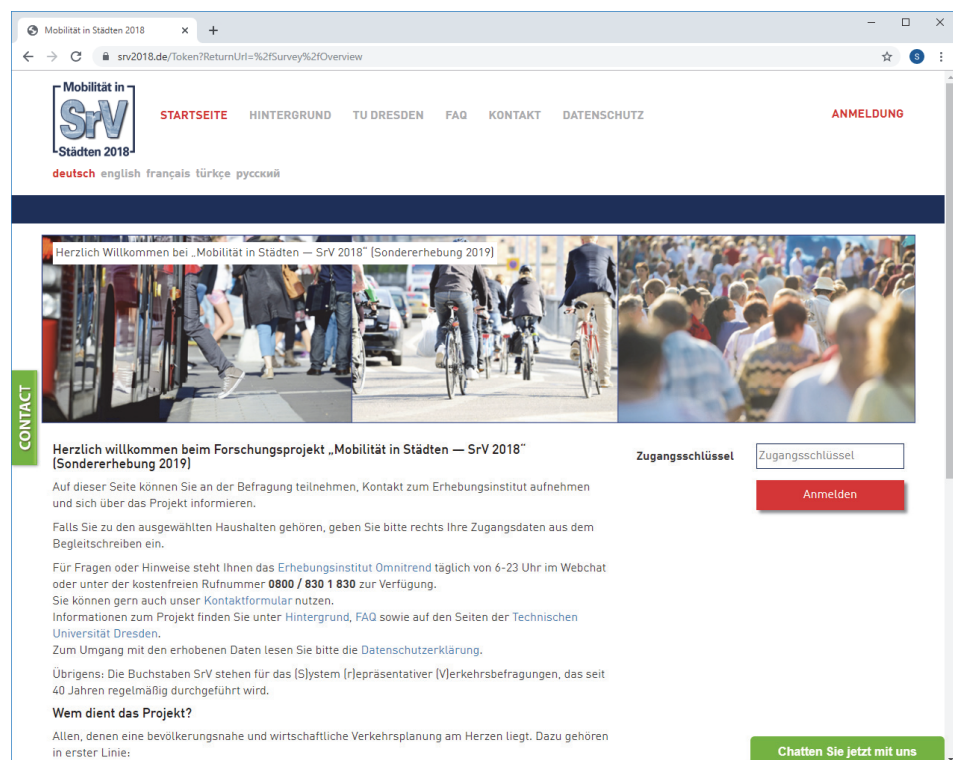 Mobilität in Städten 2018
srv2018.de/Token?ReturnUrl=%2fSurvey%2fOverview
S
Mobilität in
SrV
Städten 2018
STARTSEITE HINTERGRUND TU DRESDEN FAQ KONTAKT DATENSCHUTZ
ANMELDUNG
deutsch english français türkçe русский
Herzlich Willkommen bei „Mobilität in Städten — SrV 2018" (Sondererhebung 2019)
CONTACT
Herzlich willkommen beim Forschungsprojekt „Mobilität in Städten — SrV 2018"
(Sondererhebung 2019)
Auf dieser Seite können Sie an der Befragung teilnehmen, Kontakt zum Erhebungsinstitut aufnehmen
und sich über das Projekt informieren.
Falls Sie zu den ausgewählten Haushalten gehören, geben Sie bitte rechts Ihre Zugangsdaten aus dem
Begleitschreiben ein.
Für Fragen oder Hinweise steht Ihnen das Erhebungsinstitut Omnitrend täglich von 6-23 Uhr im Webchat
oder unter der kostenfreien Rufnummer 0800 / 830 1 830 zur Verfügung.
Sie können gern auch unser Kontaktformular nutzen.
Informationen zum Projekt finden Sie unter Hintergrund, FAQ sowie auf den Seiten der Technischen
Universität Dresden.
Zum Umgang mit den erhobenen Daten lesen Sie bitte die Datenschutzerklärung.
Übrigens: Die Buchstaben SrV stehen für das (S)ystem (r)epräsentativer (V)erkehrsbefragungen, das seit
40 Jahren regelmäßig durchgeführt wird.
Wem dient das Projekt?
Allen, denen eine bevölkerungsnahe und wirtschaftliche Verkehrsplanung am Herzen liegt. Dazu gehören
in erster Linie:
Zugangsschlüssel
Zugangsschlüssel
Anmelden
Chatten Sie jetzt mit uns